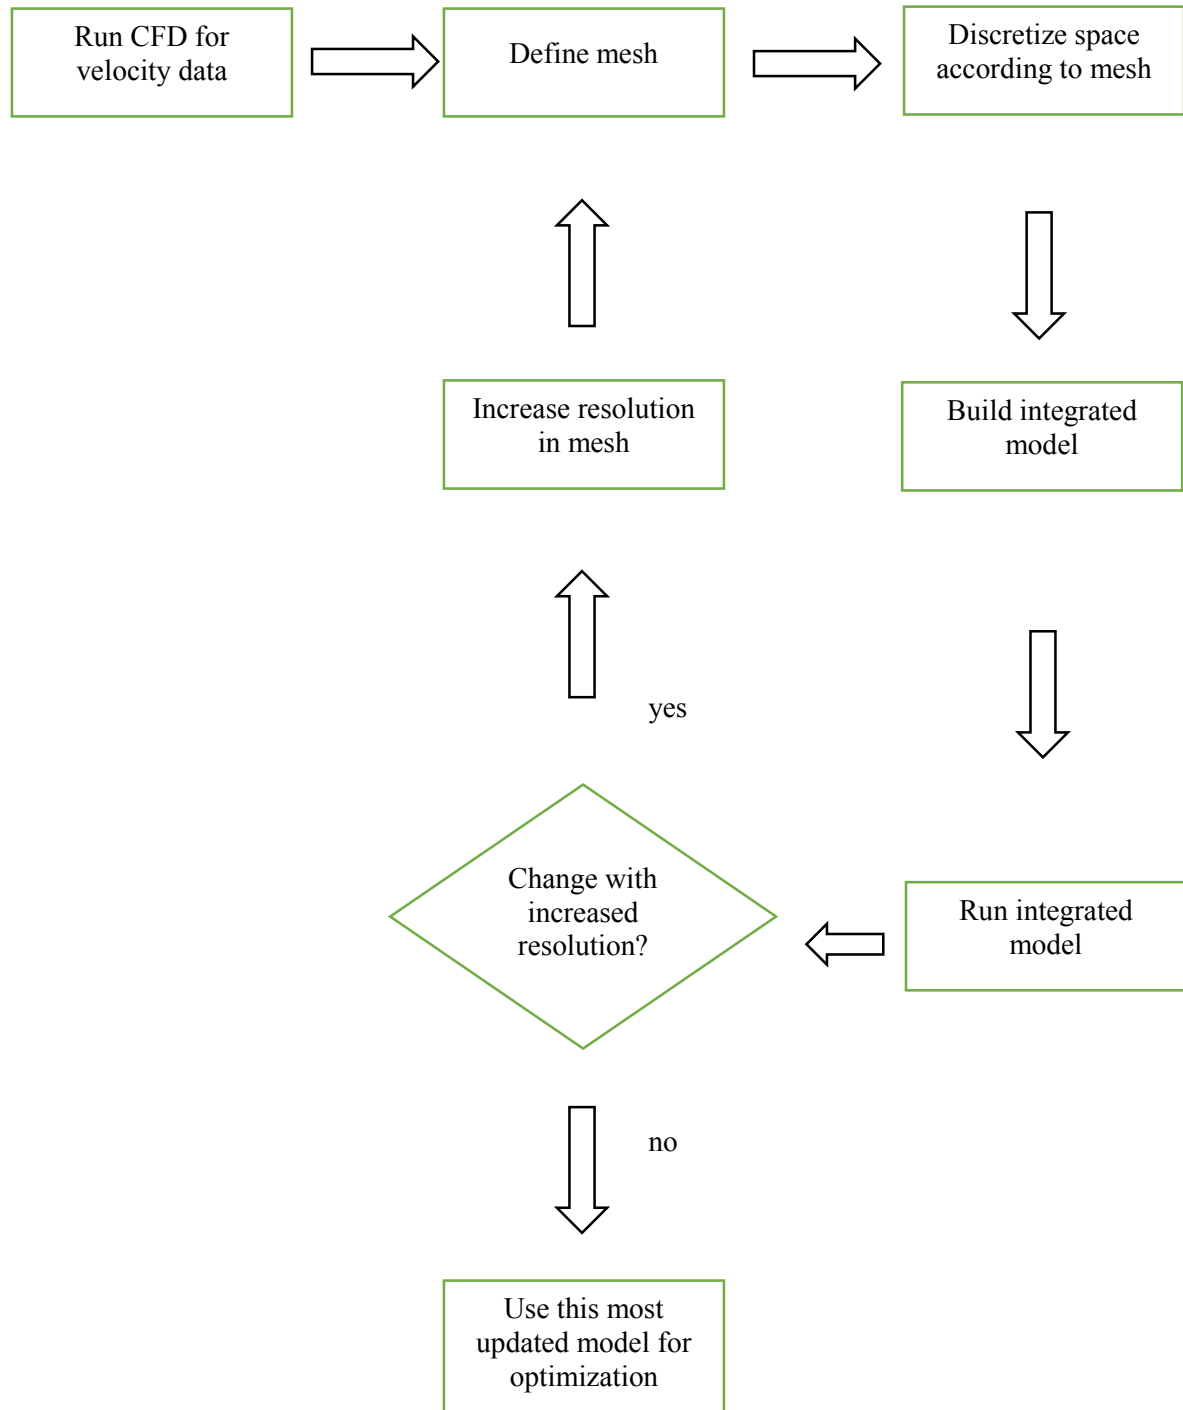 Run CFD for
velocity data
Define mesh
Discretize space
according to mesh
Increase resolution
in mesh
Build integrated
model
yes
Change with
increased
resolution?
Run integrated
model
no
Use this most
updated model for
optimization